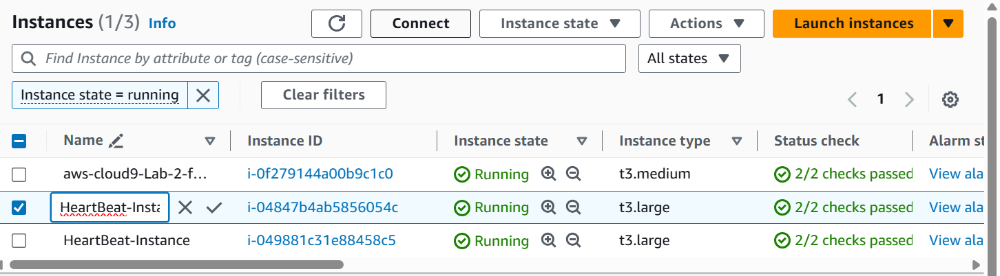 Instances (1/3) Info Connect Instance state Actions Launch instances
Find Instance by attribute or tag (case-sensitive) All states
Instance state = running Clear filters 1
Name Instance ID Instance state Instance type Status check Alarm st
aws-cloud9-Lab-2-f... i-0f279144a00b9c1c0 Running t3.medium 2/2 checks passed View ala
HeartBeat-Insta i-04847b4ab5856054c Running t3.large 2/2 checks passed View ala
HeartBeat-Instance i-049881c31e88458c5 Running t3.large 2/2 checks passed View ala